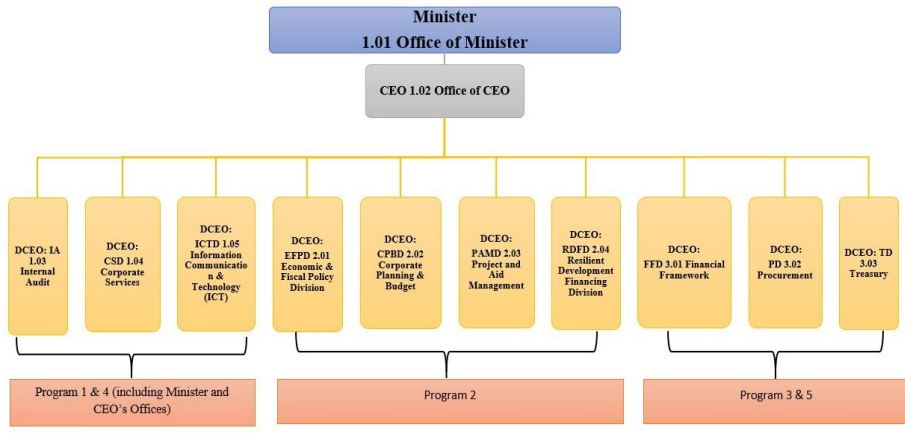 Minister
1.01 Office of Minister
CEO 1.02 Office of CEO
DCEO: IA
1.03
Internal
Audit
DCEO:
CSD 1.04
Corporate
Services
DCEO:
ICTD 1.05
Information
Communicatio
n &
Technology
(ICT)
DCEO:
EFPD 2.01
Economic &
Fiscal Policy
Division
DCEO:
CPBD 2.02
Corporate
Planning &
Budget
DCEO:
PAMD 2.03
Project and
Aid
Management
DCEO:
RDFD 2.04
Resilient
Development
Financing
Division
DCEO:
FFD 3.01 Financial
Framework
DCEO:
PD 3.02
Procurement
DCEO: TD
3.03
Treasury
Program 1 & 4 (including Minister and
CEO’s Offices)
Program 2
Program 3 & 5